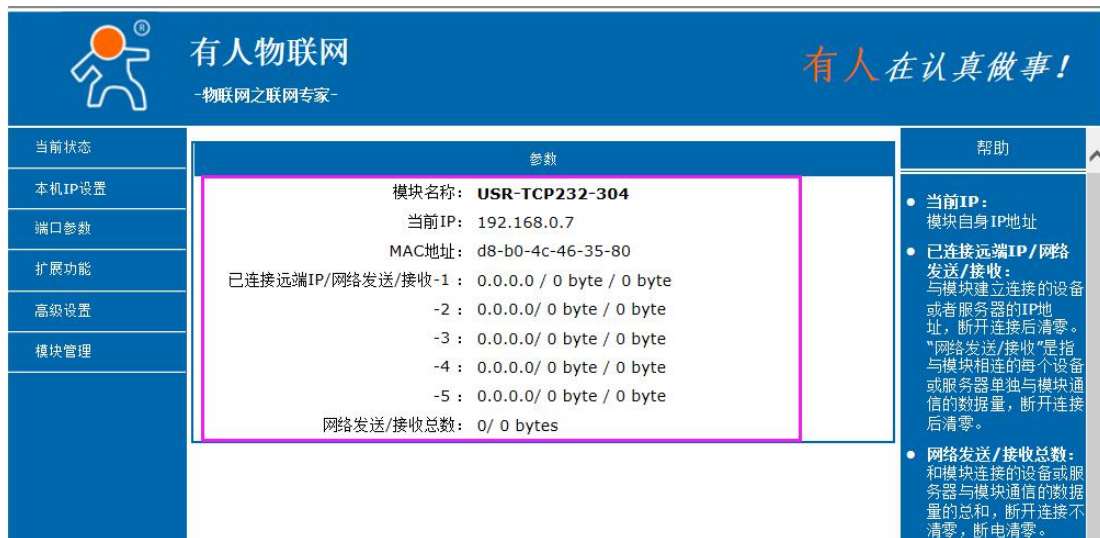 ®
有人物联网
-物联网之联网专家-
有人在认真做事!
当前状态
本机IP设置
端口参数
扩展功能
高级设置
模块管理
参数
模块名称: USR-TCP232-304
当前IP: 192.168.0.7
MAC地址: d8-b0-4c-46-35-80
已连接远端IP/网络发送/接收-1 : 0.0.0.0 / 0 byte / 0 byte
-2 : 0.0.0.0/ 0 byte / 0 byte
-3 : 0.0.0.0/ 0 byte / 0 byte
-4 : 0.0.0.0/ 0 byte / 0 byte
-5 : 0.0.0.0/ 0 byte / 0 byte
网络发送/接收总数: 0/ 0 bytes
帮助
• 当前IP:
模块自身IP地址
• 已连接远端IP/网络
发送/接收:
与模块建立连接的设备
或者服务器的IP地
址，断开连接后清零。
“网络发送/接收”是指
与模块相连的每个设备
或服务器单独与模块通
信的数据量，断开连接
后清零。
• 网络发送/接收总数:
和模块连接的设备或服
务器与模块通信的数据
量的总和，断开连接不
清零，断电清零。